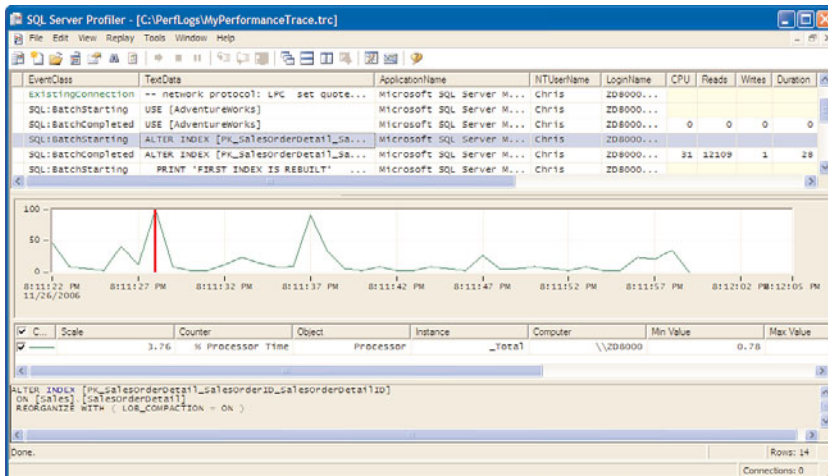 SQL Server Profiler - [C:\PerfLogs\MyPerformanceTrace.trc]
File Edit View Replay Tools Window Help
EventClass TextData ApplicationName NTUserName LoginName CPU Reads Writes Duration
ExistingConnection -- network protocol: LPC set quote... Microsoft SQL Server M... Chris ZD8000...
SQL:BatchStarting USE [AdventureWorks] Microsoft SQL Server M... Chris ZD8000...
SQL:BatchCompleted USE [AdventureWorks] Microsoft SQL Server M... Chris ZD8000... 0 0 0 0
SQL:BatchStarting ALTER INDEX [PK_SalesOrderDetail_Sa... Microsoft SQL Server M... Chris ZD8000...
SQL:BatchCompleted ALTER INDEX [PK_SalesOrderDetail_Sa... Microsoft SQL Server M... Chris ZD8000... 31 12109 1 28
SQL:BatchStarting PRINT 'FIRST INDEX IS REBUILT' ... Microsoft SQL Server M... Chris ZD8000...
100
50
0
8:11:22 PM 8:11:27 PM 8:11:32 PM 8:11:37 PM 8:11:42 PM 8:11:47 PM 8:11:52 PM 8:11:57 PM 8:12:02 PM 8:12:05 PM
11/26/2006
C... Scale Counter Object Instance Computer Min Value Max Value
3.76 % Processor Time Processor _Total \\ZD8000 0.78
ALTER INDEX [PK_SalesOrderDetail_SalesOrderID_SalesOrderDetailID]
ON [Sales].[SalesOrderDetail]
REORGANIZE WITH ( LOB_COMPACTION = ON )
Done. Rows: 14
Connections: 0